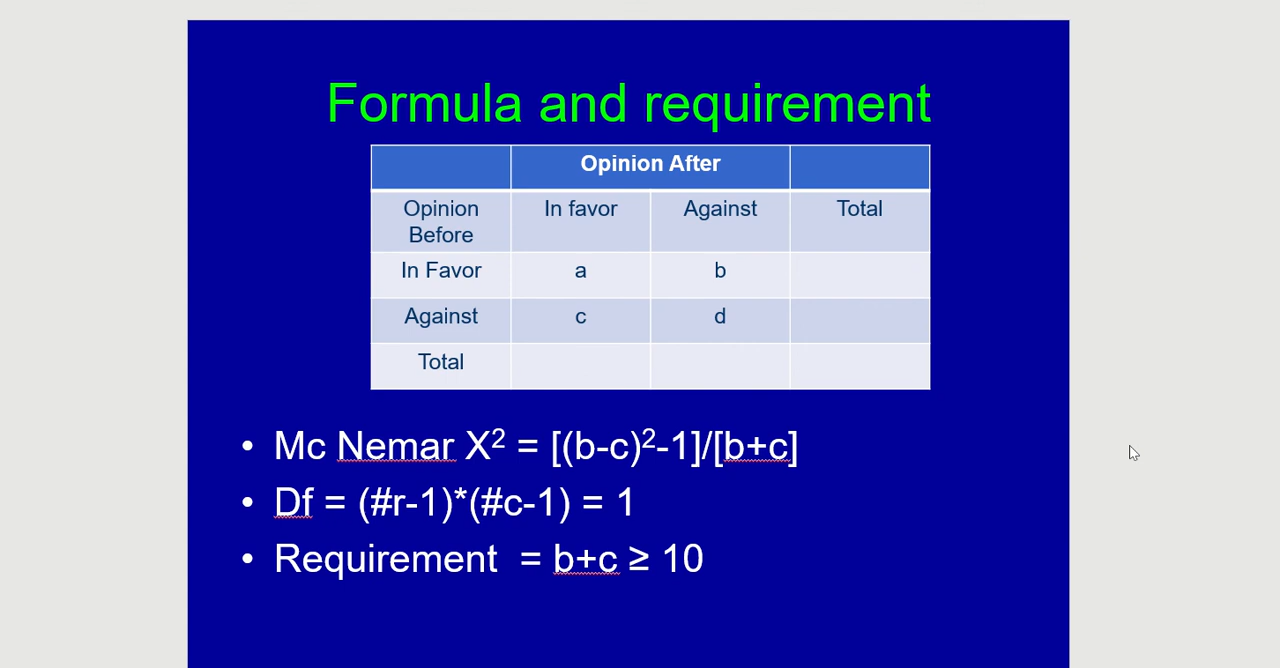 Formula and requirement
Opinion After
Opinion Before In favor Against Total
In Favor a b
Against c d
Total
• Mc Nemar X² = [(b-c)²-1]/[b+c]
• Df = (#r-1)*(#c-1) = 1
• Requirement = b+c ≥ 10